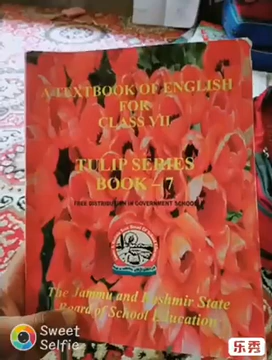 A TEXTBOOK OF ENGLISH
FOR
CLASS VII
TULIP SERIES
BOOK - 7
FREE DISTRIBUTION IN GOVERNMENT SCHOOLS
The Jammu and Kashmir State
Board of School Education
Sweet
Selfie
乐秀